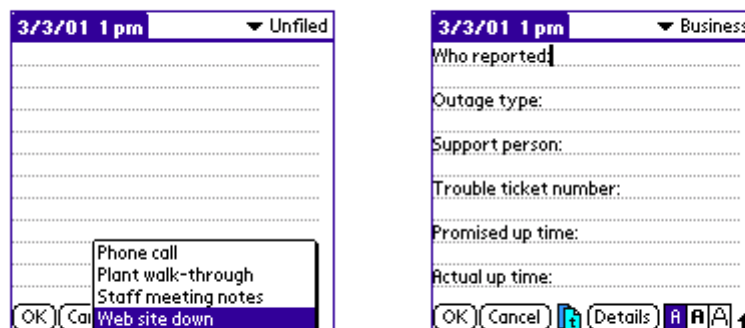 3/3/01 1 pm
Unfiled
Phone call
Plant walk-through
Staff meeting notes
OK
Web site down
3/3/01 1 pm
Business
Who reported:
Outage type:
Support person:
Trouble ticket number:
Promised up time:
Actual up time:
OK Cancel t Details A A A